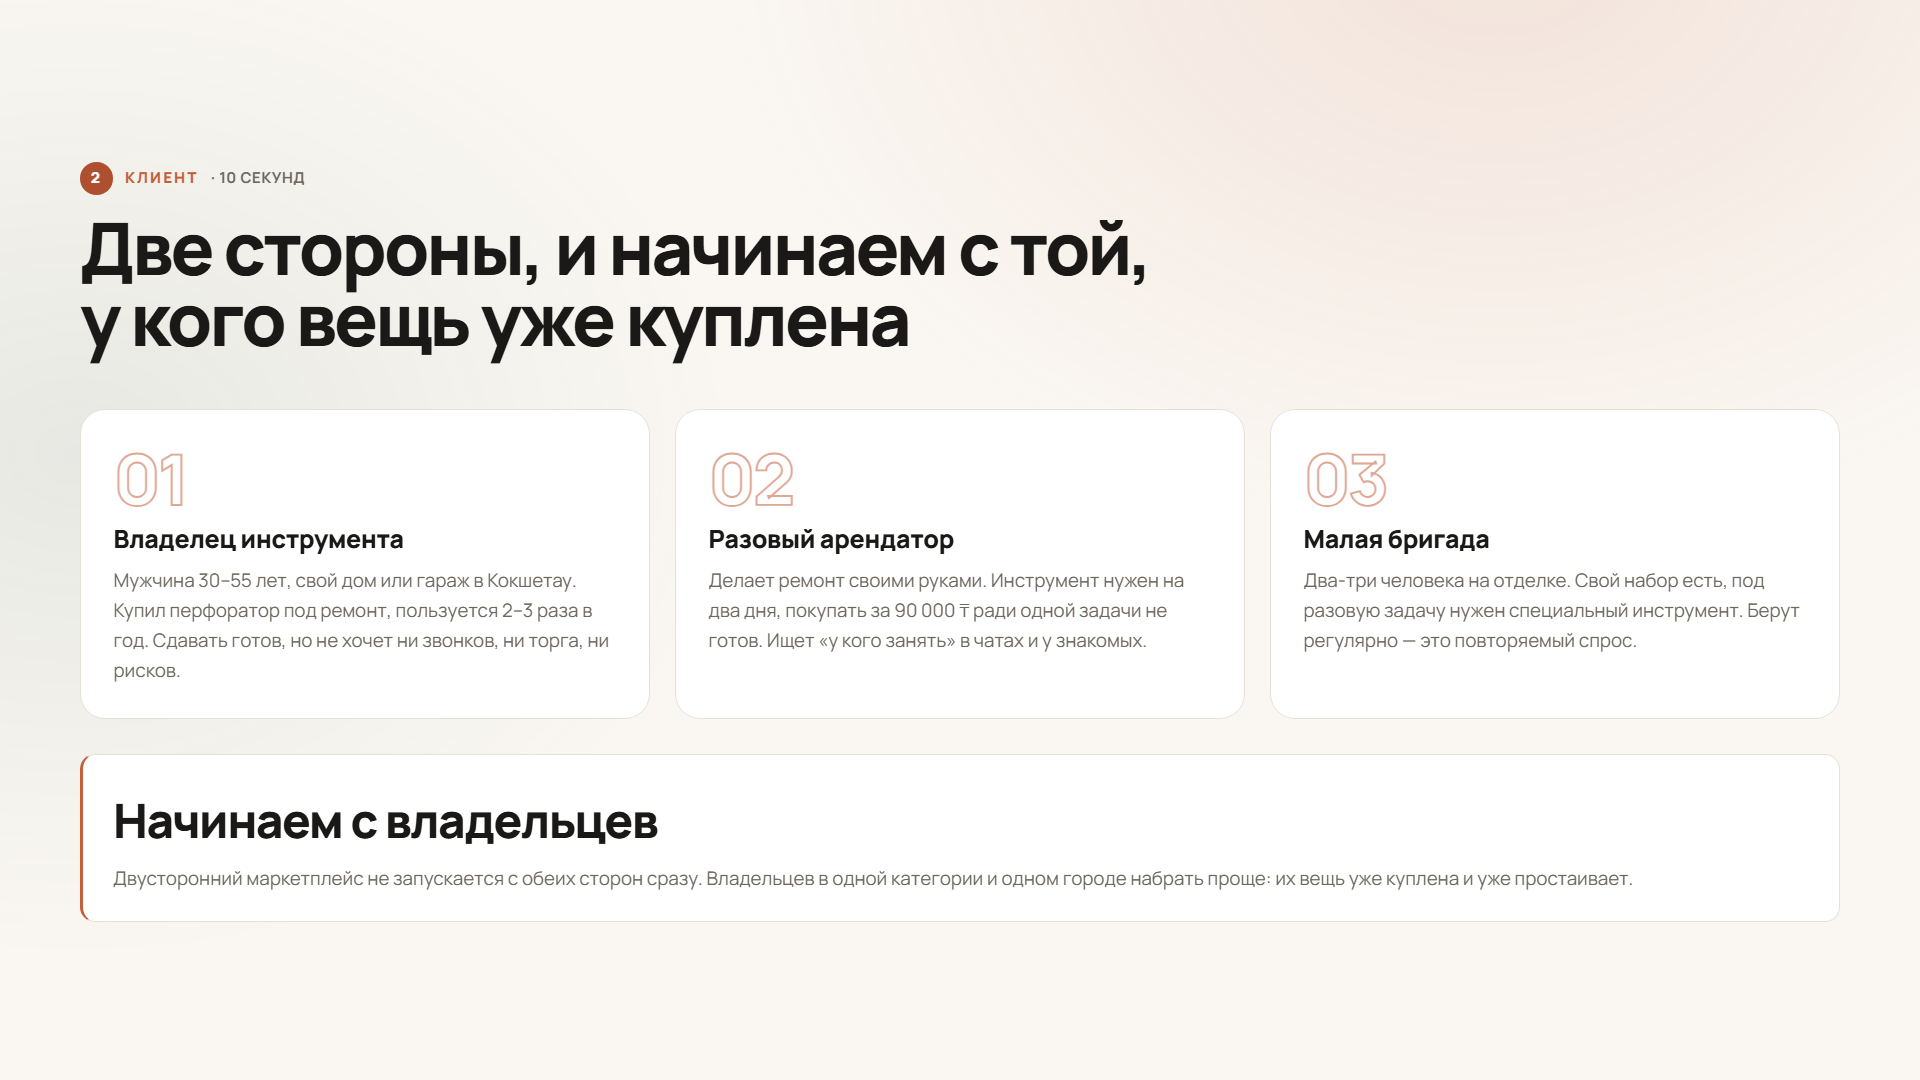 2 КЛИЕНТ · 10 СЕКУНД
Две стороны, и начинаем с той,
у кого вещь уже куплена
01
Владелец инструмента
Мужчина 30–55 лет, свой дом или гараж в Кокшетау.
Купил перфоратор под ремонт, пользуется 2–3 раза в
год. Сдавать готов, но не хочет ни звонков, ни торга, ни
рисков.
02
Разовый арендатор
Делает ремонт своими руками. Инструмент нужен на
два дня, покупать за 90 000 ₸ ради одной задачи не
готов. Ищет «у кого занять» в чатах и у знакомых.
03
Малая бригада
Два-три человека на отделке. Свой набор есть, под
разовую задачу нужен специальный инструмент. Берут
регулярно — это повторяемый спрос.
Начинаем с владельцев
Двусторонний маркетплейс не запускается с обеих сторон сразу. Владельцев в одной категории и одном городе набрать проще: их вещь уже куплена и уже простаивает.